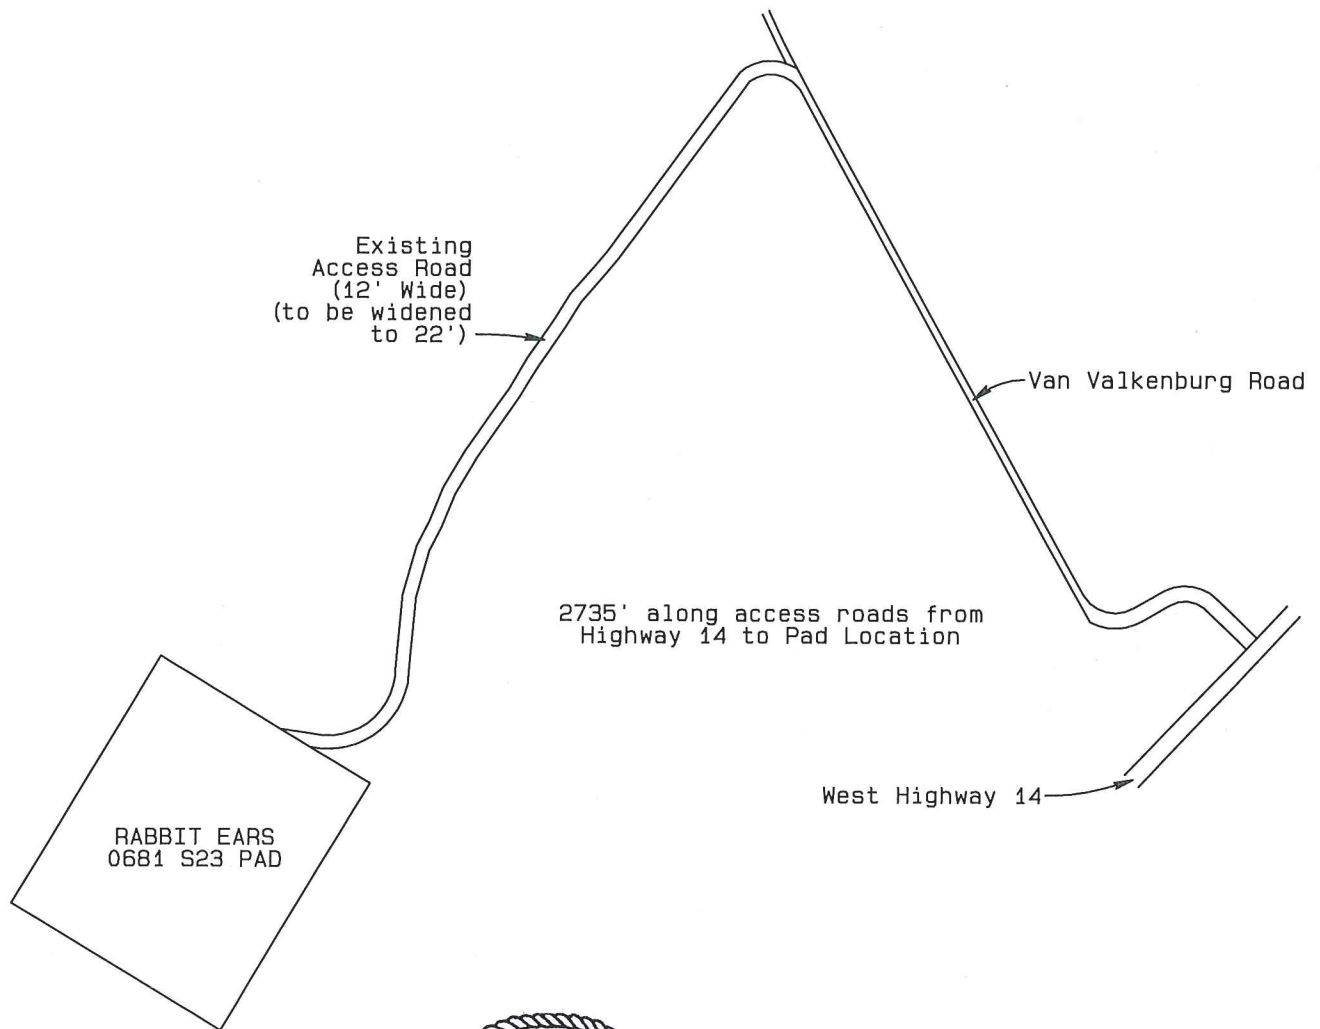 Existing
Access Road
(12' Wide)
(to be widened
to 22')
Van Valkenburg Road
2735' along access roads from
Highway 14 to Pad Location
West Highway 14
RABBIT EARS
0681 S23 PAD